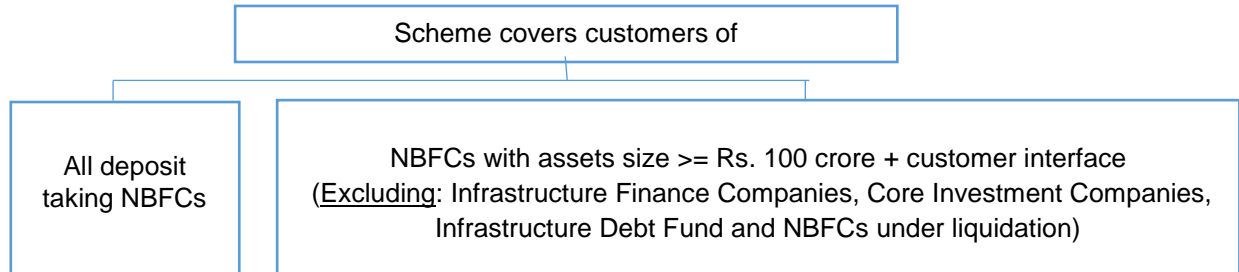 Scheme covers customers of
All deposit
taking NBFCs
NBFCs with assets size >= Rs. 100 crore + customer interface
(Excluding: Infrastructure Finance Companies, Core Investment Companies,
Infrastructure Debt Fund and NBFCs under liquidation)